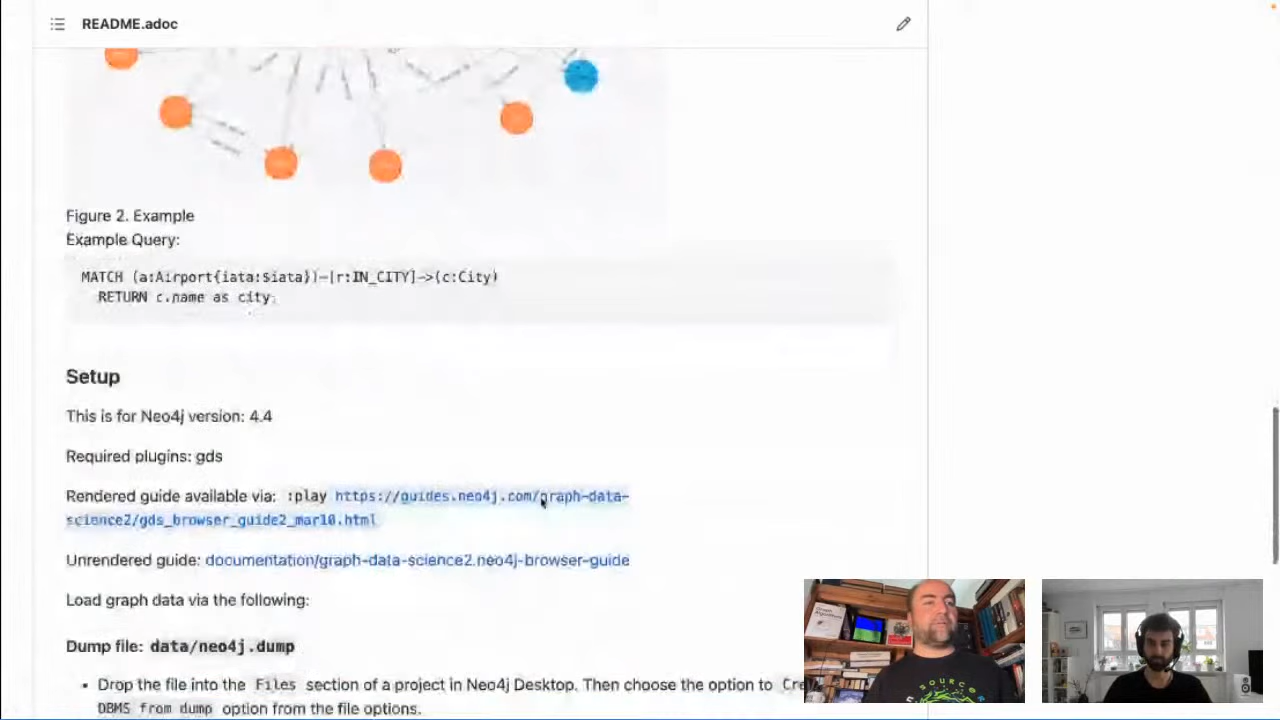 README.adoc
Figure 2. Example
Example Query:
MATCH (a:Airport{iata:$iata})-[r:IN_CITY]->(c:City)
RETURN c.name as city
Setup
This is for Neo4j version: 4.4
Required plugins: gds
Rendered guide available via: :play https://guides.neo4j.com/graph-data-
science2/gds_browser_guide2_mar10.html
Unrendered guide: documentation/graph-data-science2.neo4j-browser-guide
Load graph data via the following:
Dump file: data/neo4j.dump
• Drop the file into the Files section of a project in Neo4j Desktop. Then choose the option to
DBMS from dump option from the file options.